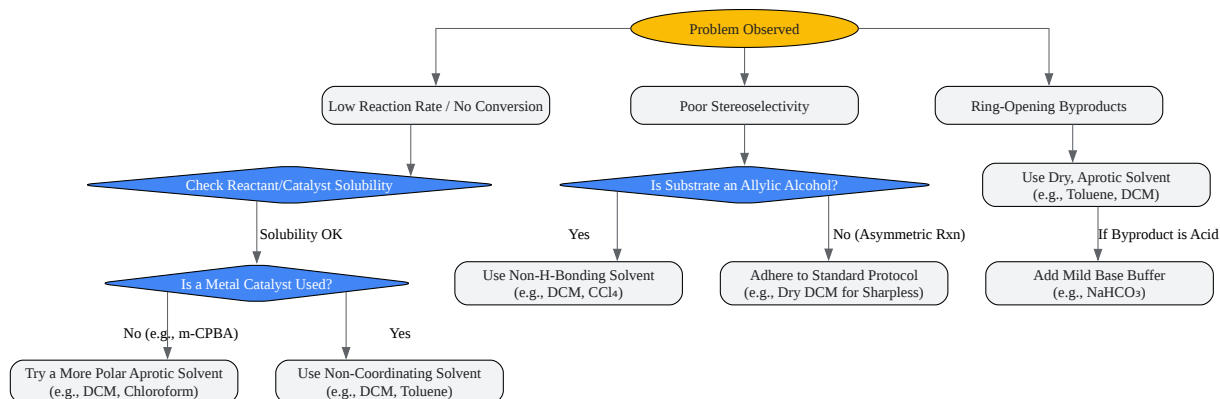 Problem Observed
Low Reaction Rate / No Conversion
Poor Stereoselectivity
Ring-Opening Byproducts
Check Reactant/Catalyst Solubility
Is Substrate an Allylic Alcohol?
Use Dry, Aprotic Solvent
(e.g., Toluene, DCM)
Solubility OK
Yes
No (Asymmetric Rxn)
If Byproduct is Acid
Is a Metal Catalyst Used?
Use Non-H-Bonding Solvent
(e.g., DCM, CCl₄)
Adhere to Standard Protocol
(e.g., Dry DCM for Sharpless)
Add Mild Base Buffer
(e.g., NaHCO₃)
No (e.g., m-CPBA)
Yes
Try a More Polar Aprotic Solvent
(e.g., DCM, Chloroform)
Use Non-Coordinating Solvent
(e.g., DCM, Toluene)